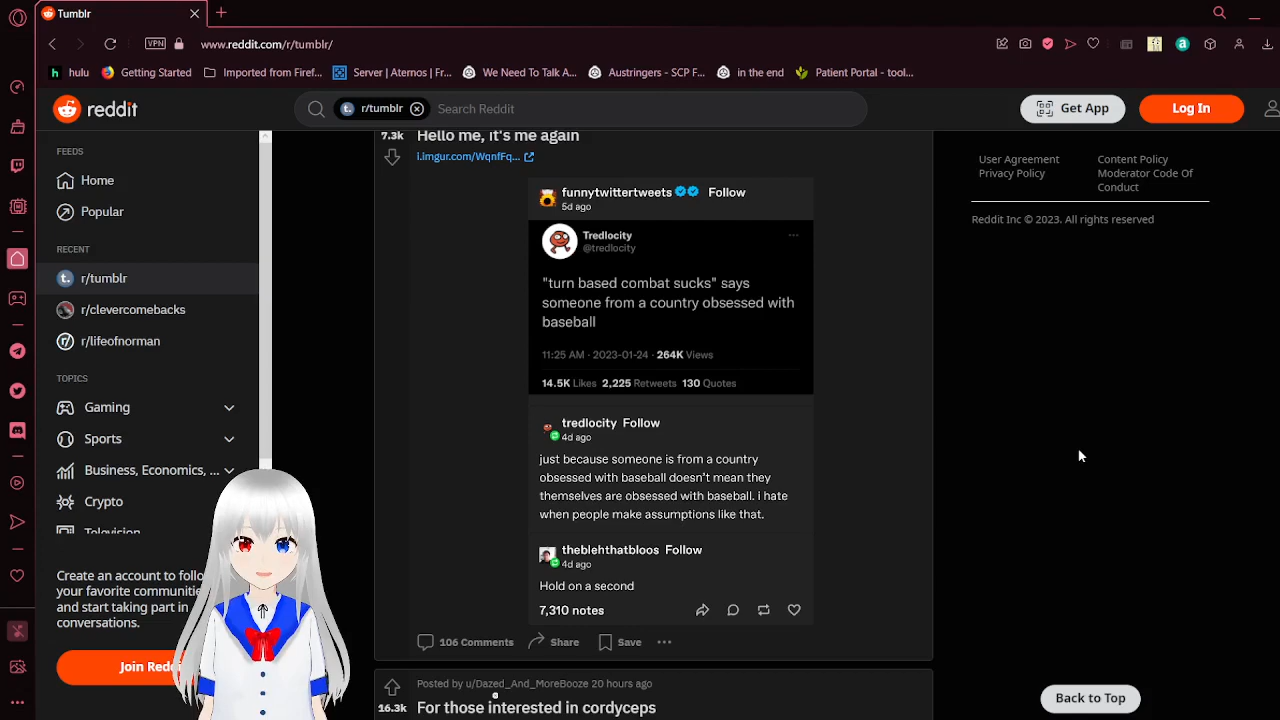 Tumblr
VPN
www.reddit.com/r/tumblr/
h hulu
Getting Started
Imported from Firef...
Server | Aternos | Fr...
We Need To Talk A...
Austringers - SCP F...
in the end
Patient Portal - tool...
reddit
r/tumblr
Search Reddit
Get App
Log In
FEEDS
Home
Popular
RECENT
r/tumblr
r/clevercomebacks
r/lifeofnorman
TOPICS
Gaming
Sports
Business, Economics, ...
Crypto
Television
Create an account to follo
your favorite communitie
and start taking part in
conversations.
Join Reddi
7.3k
Hello me, it's me again
i.imgur.com/WqnfFq...
funnytwittertweets Follow
5d ago
Tredlocity
@tredlocity
"turn based combat sucks" says
someone from a country obsessed with
baseball
11:25 AM · 2023-01-24 · 264K Views
14.5K Likes 2,225 Retweets 130 Quotes
tredlocity Follow
4d ago
just because someone is from a country
obsessed with baseball doesn't mean they
themselves are obsessed with baseball. i hate
when people make assumptions like that.
theblehthatbloos Follow
4d ago
Hold on a second
7,310 notes
106 Comments
Share
Save
Posted by u/Dazed_And_MoreBooze 20 hours ago
16.3k
For those interested in cordyceps
User Agreement
Privacy Policy
Content Policy
Moderator Code Of
Conduct
Reddit Inc © 2023. All rights reserved
Back to Top